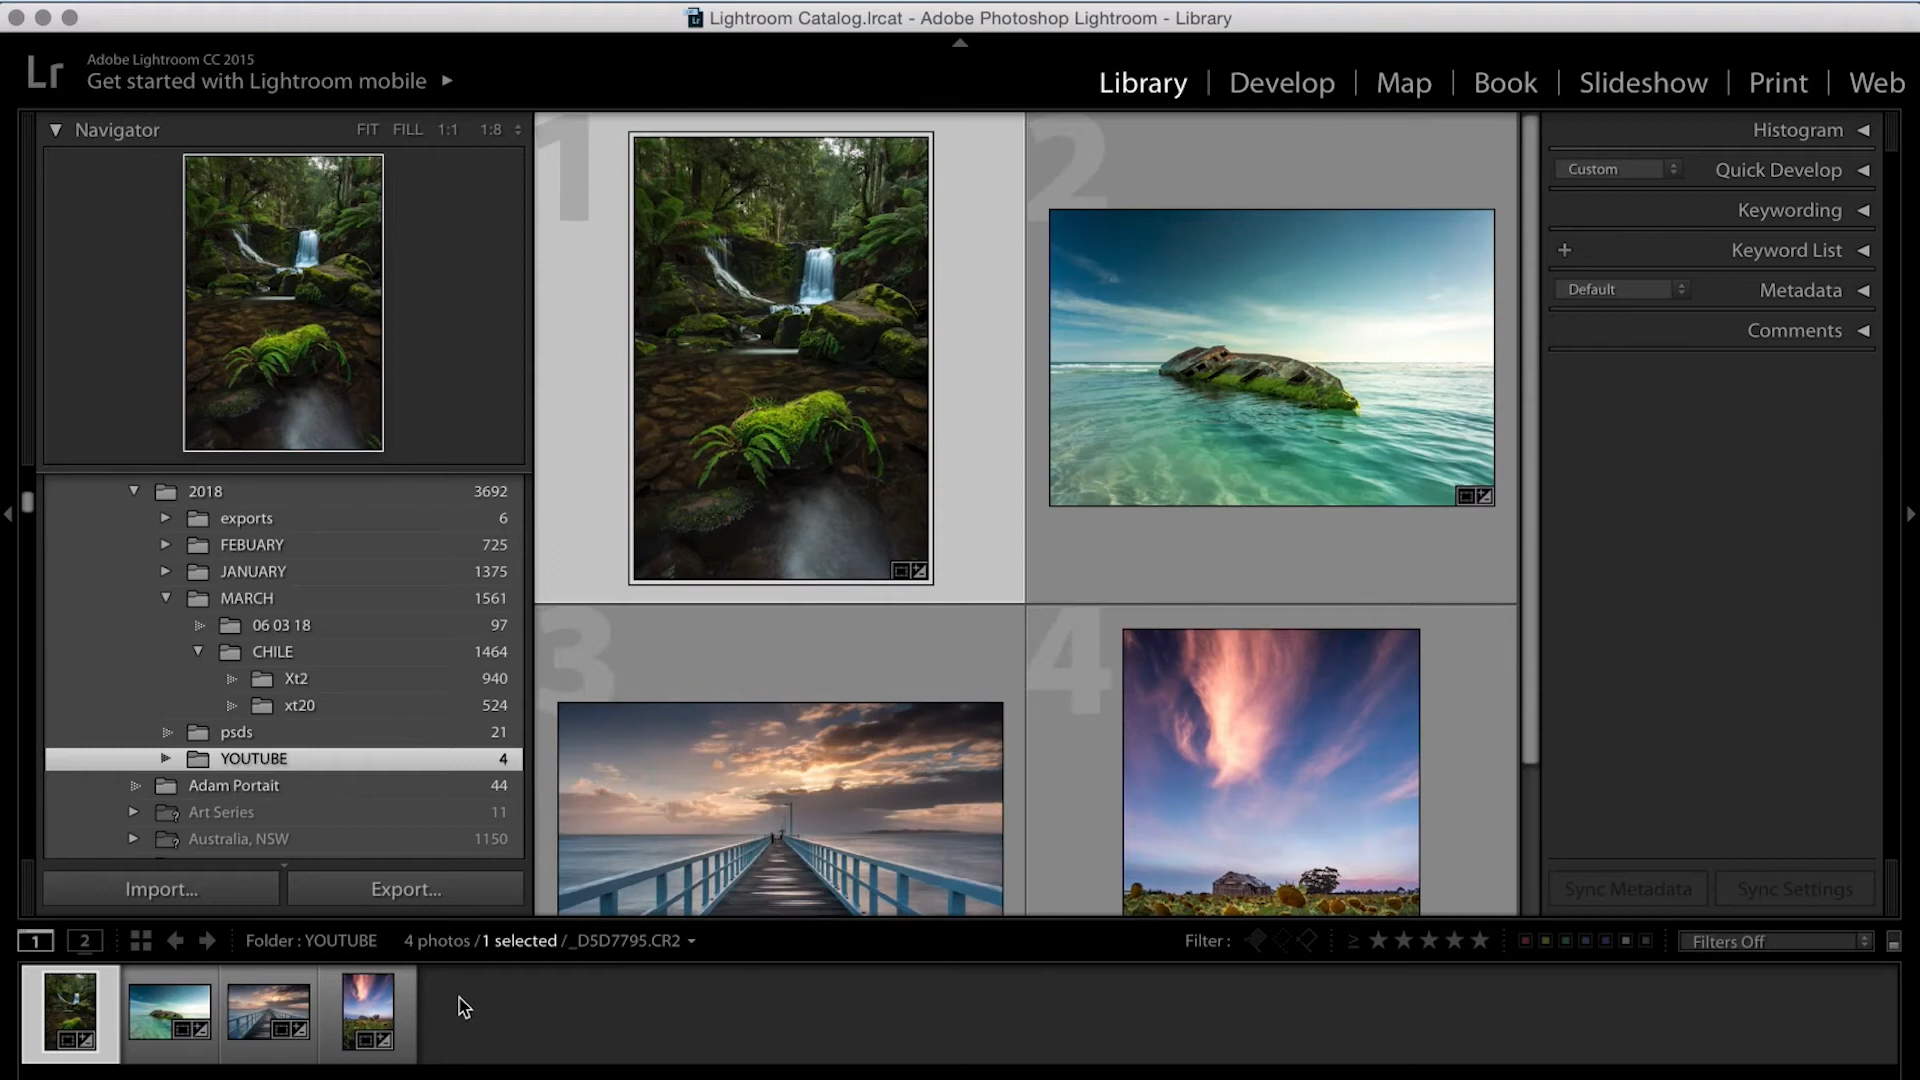 Lightroom Catalog.lrcat - Adobe Photoshop Lightroom - Library
Lr
Adobe Lightroom CC 2015
Get started with Lightroom mobile
Library | Develop | Map | Book | Slideshow | Print | Web
Navigator FIT FILL 1:1 1:8
2018 3692
exports 6
FEBUARY 725
JANUARY 1375
MARCH 1561
06 03 18 97
CHILE 1464
Xt2 940
xt20 524
psds 21
YOUTUBE 4
Adam Portait 44
Art Series 11
Australia, NSW 1150
Import... Export...
1
2
3
4
Histogram
Custom Quick Develop
Keywording
+ Keyword List
Default Metadata
Comments
Sync Metadata Sync Settings
1 2 Folder : YOUTUBE 4 photos / 1 selected / _D5D7795.CR2 Filter : ≥ ★★★★★ Filters Off